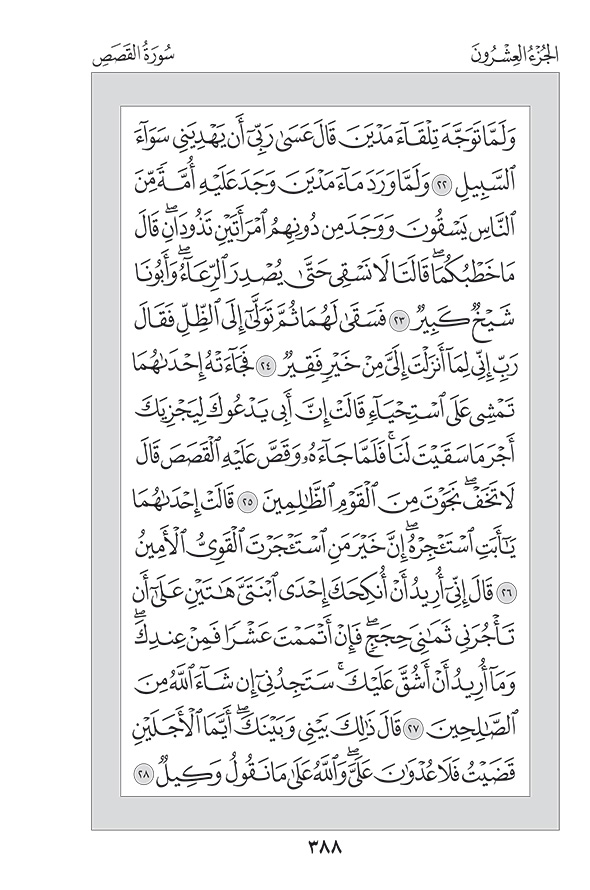 الجُزْءُ العِشْرُونَ
سُورَةُ القَصَصِ
وَلَمَّا تَوَجَّهَ تِلْقَآءَ مَدْيَنَ قَالَ عَسَىٰ رَبِّيٓ أَن يَهْدِيَنِي سَوَآءَ
ٱلسَّبِيلِ ٢٢ وَلَمَّا وَرَدَ مَآءَ مَدْيَنَ وَجَدَ عَلَيْهِ أُمَّةً مِّنَ
ٱلنَّاسِ يَسْقُونَ وَوَجَدَ مِن دُونِهِمُ ٱمْرَأَتَيْنِ تَذُودَانِۖ قَالَ
مَا خَطْبُكُمَاۖ قَالَتَا لَا نَسْقِي حَتَّىٰ يُصْدِرَ ٱلرِّعَآءُۖ وَأَبُونَا
شَيْخٌ كَبِيرٌ ٢٣ فَسَقَىٰ لَهُمَا ثُمَّ تَوَلَّىٰٓ إِلَى ٱلظِّلِّ فَقَالَ
رَبِّ إِنِّي لِمَآ أَنزَلْتَ إِلَيَّ مِنْ خَيْرٍ فَقِيرٌ ٢٤ فَجَآءَتْهُ إِحْدَىٰهُمَا
تَمْشِي عَلَى ٱسْتِحْيَآءٍ قَالَتْ إِنَّ أَبِي يَدْعُوكَ لِيَجْزِيَكَ
أَجْرَ مَا سَقَيْتَ لَنَاۚ فَلَمَّا جَآءَهُۥ وَقَصَّ عَلَيْهِ ٱلْقَصَصَ قَالَ
لَا تَخَفْۖ نَجَوْتَ مِنَ ٱلْقَوْمِ ٱلظَّٰلِمِينَ ٢٥ قَالَتْ إِحْدَىٰهُمَا
يَٰٓأَبَتِ ٱسْتَـْٔجِرْهُۖ إِنَّ خَيْرَ مَنِ ٱسْتَـْٔجَرْتَ ٱلْقَوِيُّ ٱلْأَمِينُ
٢٦ قَالَ إِنِّيٓ أُرِيدُ أَنْ أُنكِحَكَ إِحْدَى ٱبْنَتَيَّ هَٰتَيْنِ عَلَىٰٓ أَن
تَأْجُرَنِي ثَمَٰنِيَ حِجَجٍۖ فَإِنْ أَتْمَمْتَ عَشْرًا فَمِنْ عِندِكَۖ
وَمَآ أُرِيدُ أَنْ أَشُقَّ عَلَيْكَۚ سَتَجِدُنِيٓ إِن شَآءَ ٱللَّهُ مِنَ
ٱلصَّٰلِحِينَ ٢٧ قَالَ ذَٰلِكَ بَيْنِي وَبَيْنَكَۖ أَيَّمَا ٱلْأَجَلَيْنِ
قَضَيْتُ فَلَا عُدْوَٰنَ عَلَيَّۖ وَٱللَّهُ عَلَىٰ مَا نَقُولُ وَكِيلٌ ٢٨
٣٨٨